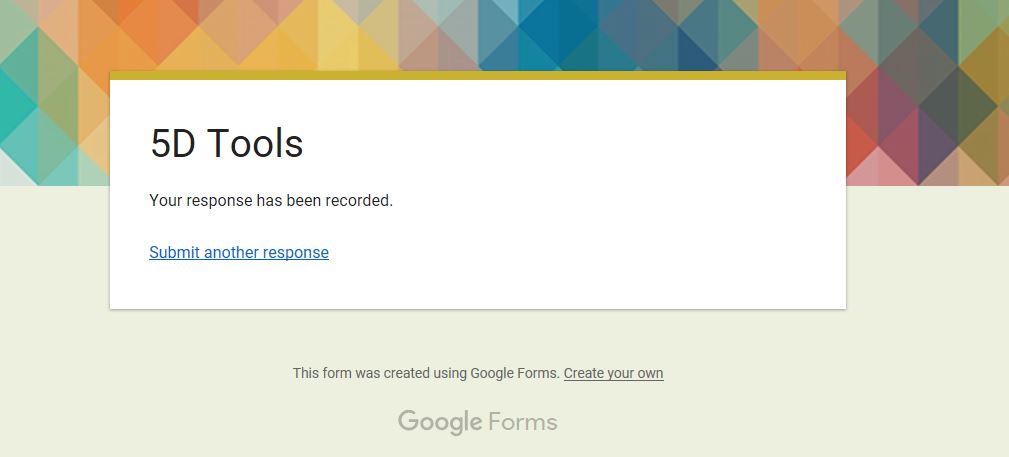 5D Tools
Your response has been recorded.
Submit another response
This form was created using Google Forms. Create your own
Google Forms